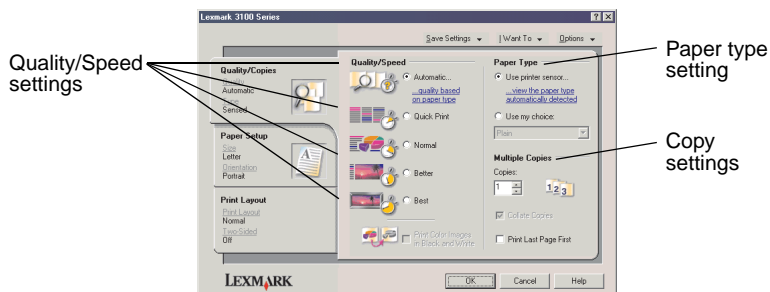 Lexmark 3100 Series
Save Settings
I Want To
Options
Quality/Speed
settings
Paper type
setting
Copy
settings
Quality/Copies
Quality
Automatic
Type
Sensed
Paper Setup
Size
Letter
Orientation
Portrait
Print Layout
Print Layout
Normal
Two-Sided
Off
Quality/Speed
Automatic...
...quality based
on paper type
Quick Print
Normal
Better
Best
Print Color Images
in Black and White
Paper Type
Use printer sensor...
...view the paper type
automatically detected
Use my choice:
Plain
Multiple Copies
Copies:
1
1 2 3
Collate Copies
Print Last Page First
LEXMARK
OK
Cancel
Help